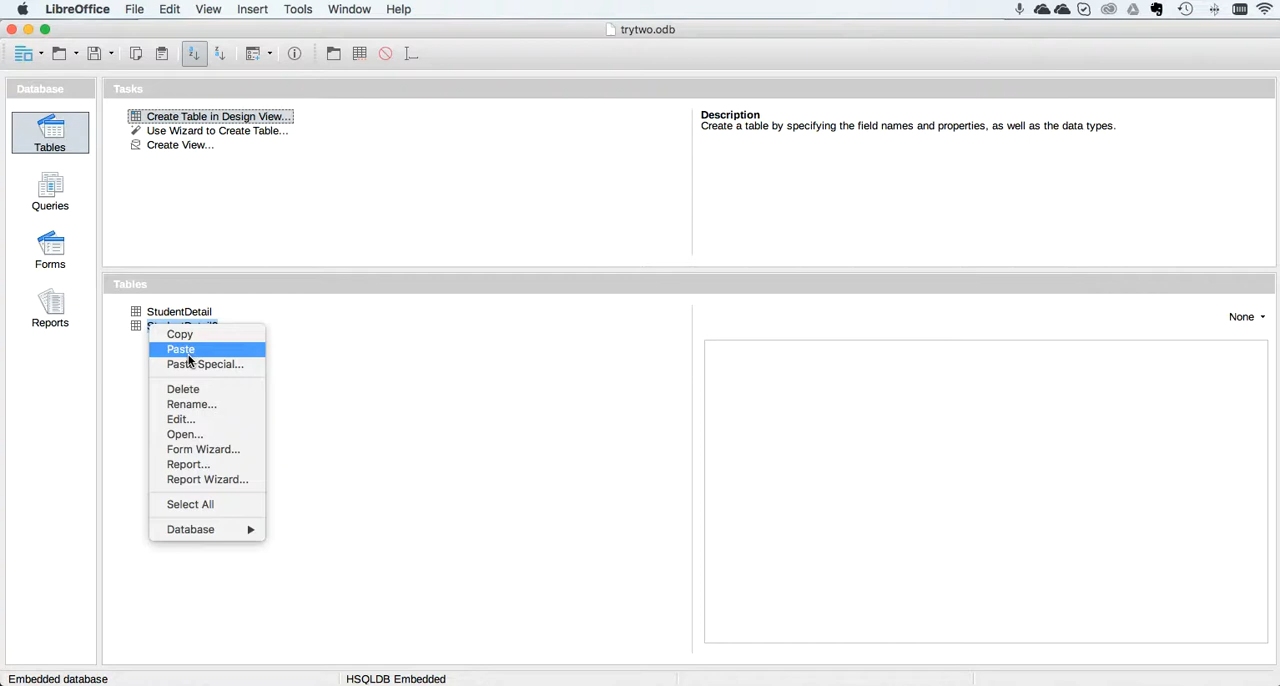 LibreOffice File Edit View Insert Tools Window Help
trytwo.odb
Database
Tasks
Tables
Queries
Forms
Reports
Create Table in Design View...
Use Wizard to Create Table...
Create View...
Description
Create a table by specifying the field names and properties, as well as the data types.
Tables
StudentDetail
None
Copy
Paste
Paste Special...
Delete
Rename...
Edit...
Open...
Form Wizard...
Report...
Report Wizard...
Select All
Database
Embedded database
HSQLDB Embedded